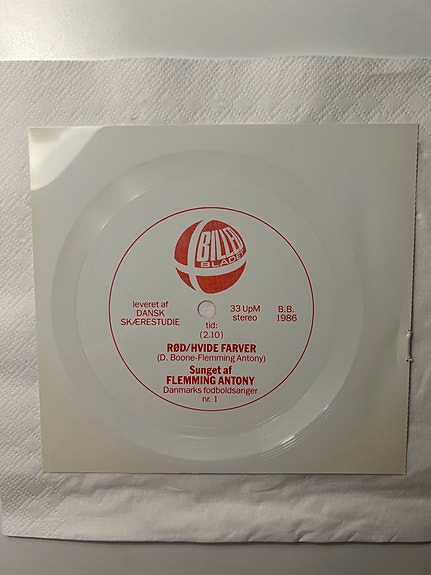 BILLED
BLADET
leveret af
DANSK
SKÆRESTUDIE
tid:
(2.10)
33 UpM
stereo
B.B.
1986
RØD/HVIDE FARVER
(D. Boone-Flemming Antony)
Sunget af
FLEMMING ANTONY
Danmarks fodboldsanger
nr. 1